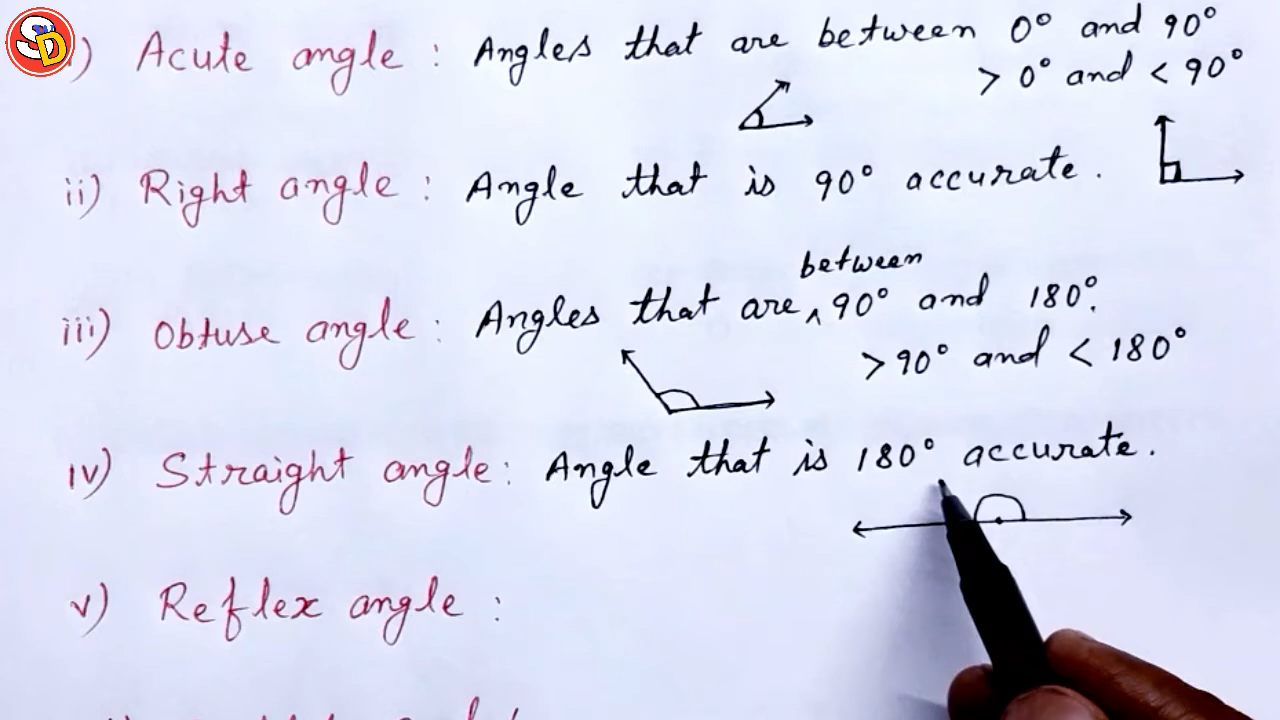 SD
i) Acute angle : Angles that are between 0° and 90°
> 0° and < 90°
ii) Right angle : Angle that is 90° accurate.
between
iii) Obtuse angle : Angles that are ^ 90° and 180°.
> 90° and < 180°
iv) Straight angle : Angle that is 180° accurate.
v) Reflex angle :